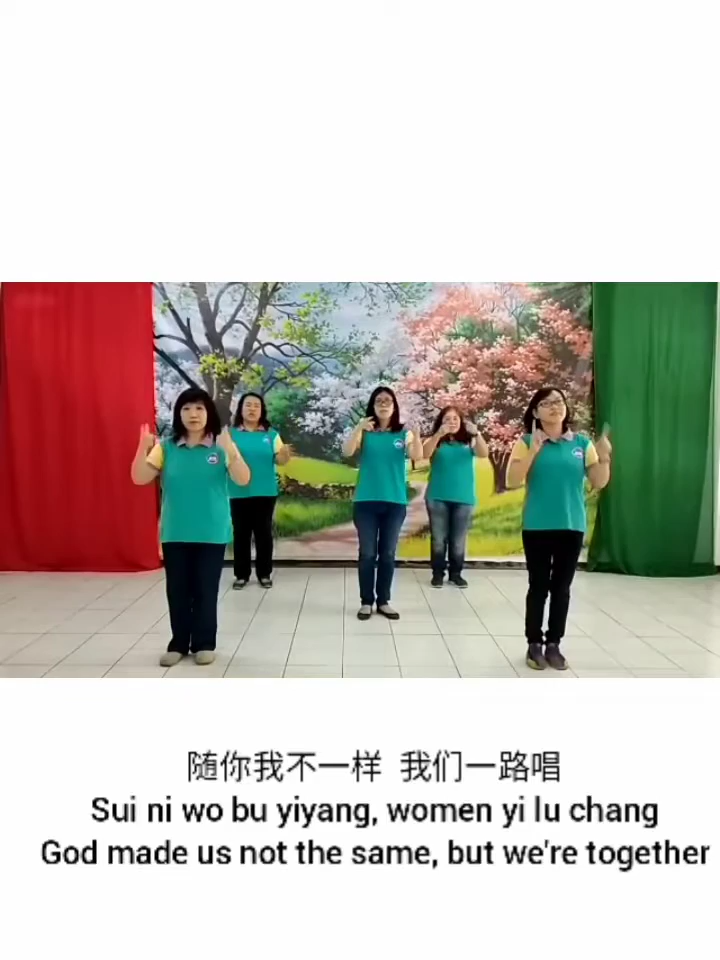 随你我不一样 我们一路唱
Sui ni wo bu yiyang, women yi lu chang
God made us not the same, but we're together